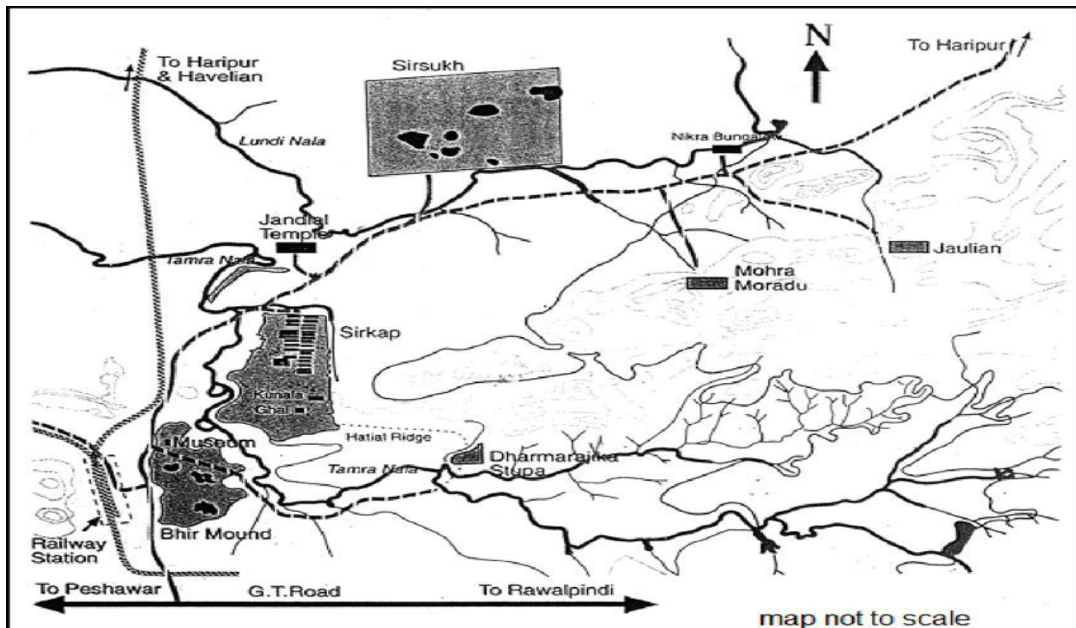 To Haripur
& Havelian
Sirsukh
N
To Haripur
Lundi Nala
Nikra Bungalow
Jandial
Temple
Tamra Nala
Jaulian
Mohra
Moradu
Sirkap
Kunala
Ghai
Museum
Hatial Ridge
Dharmarajika
Stupa
Tamra Nala
Bhir Mound
Railway
Station
To Peshawar
G.T.Road
To Rawalpindi
map not to scale